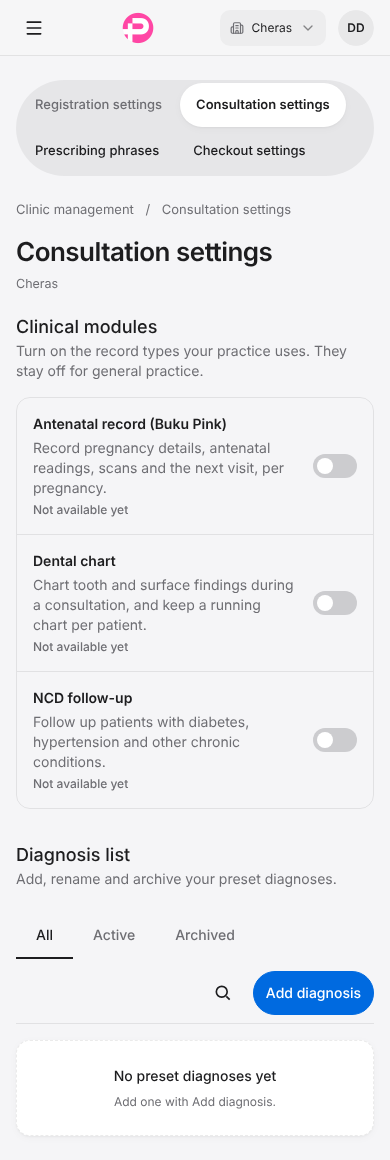 Cheras
DD
Registration settings
Consultation settings
Prescribing phrases
Checkout settings
Clinic management / Consultation settings
Consultation settings
Cheras
Clinical modules
Turn on the record types your practice uses. They
stay off for general practice.
Antenatal record (Buku Pink)
Record pregnancy details, antenatal
readings, scans and the next visit, per
pregnancy.
Not available yet
Dental chart
Chart tooth and surface findings during
a consultation, and keep a running
chart per patient.
Not available yet
NCD follow-up
Follow up patients with diabetes,
hypertension and other chronic
conditions.
Not available yet
Diagnosis list
Add, rename and archive your preset diagnoses.
All
Active
Archived
Add diagnosis
No preset diagnoses yet
Add one with Add diagnosis.